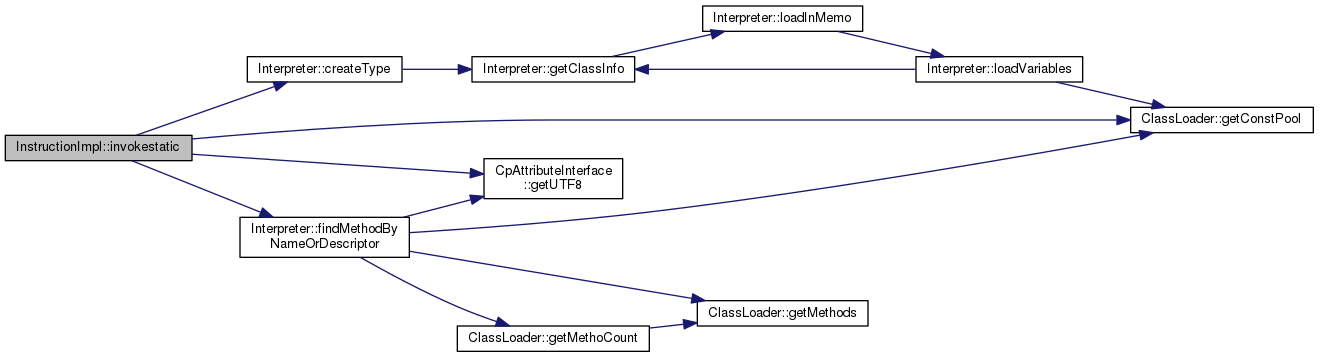 Interpreter::loadInMemo
Interpreter::createType
Interpreter::getClassInfo
Interpreter::loadVariables
ClassLoader::getConstPool
InstructionImpl::invokestatic
CpAttributeInterface
::getUTF8
Interpreter::findMethodBy
NameOrDescriptor
ClassLoader::getMethods
ClassLoader::getMethoCount